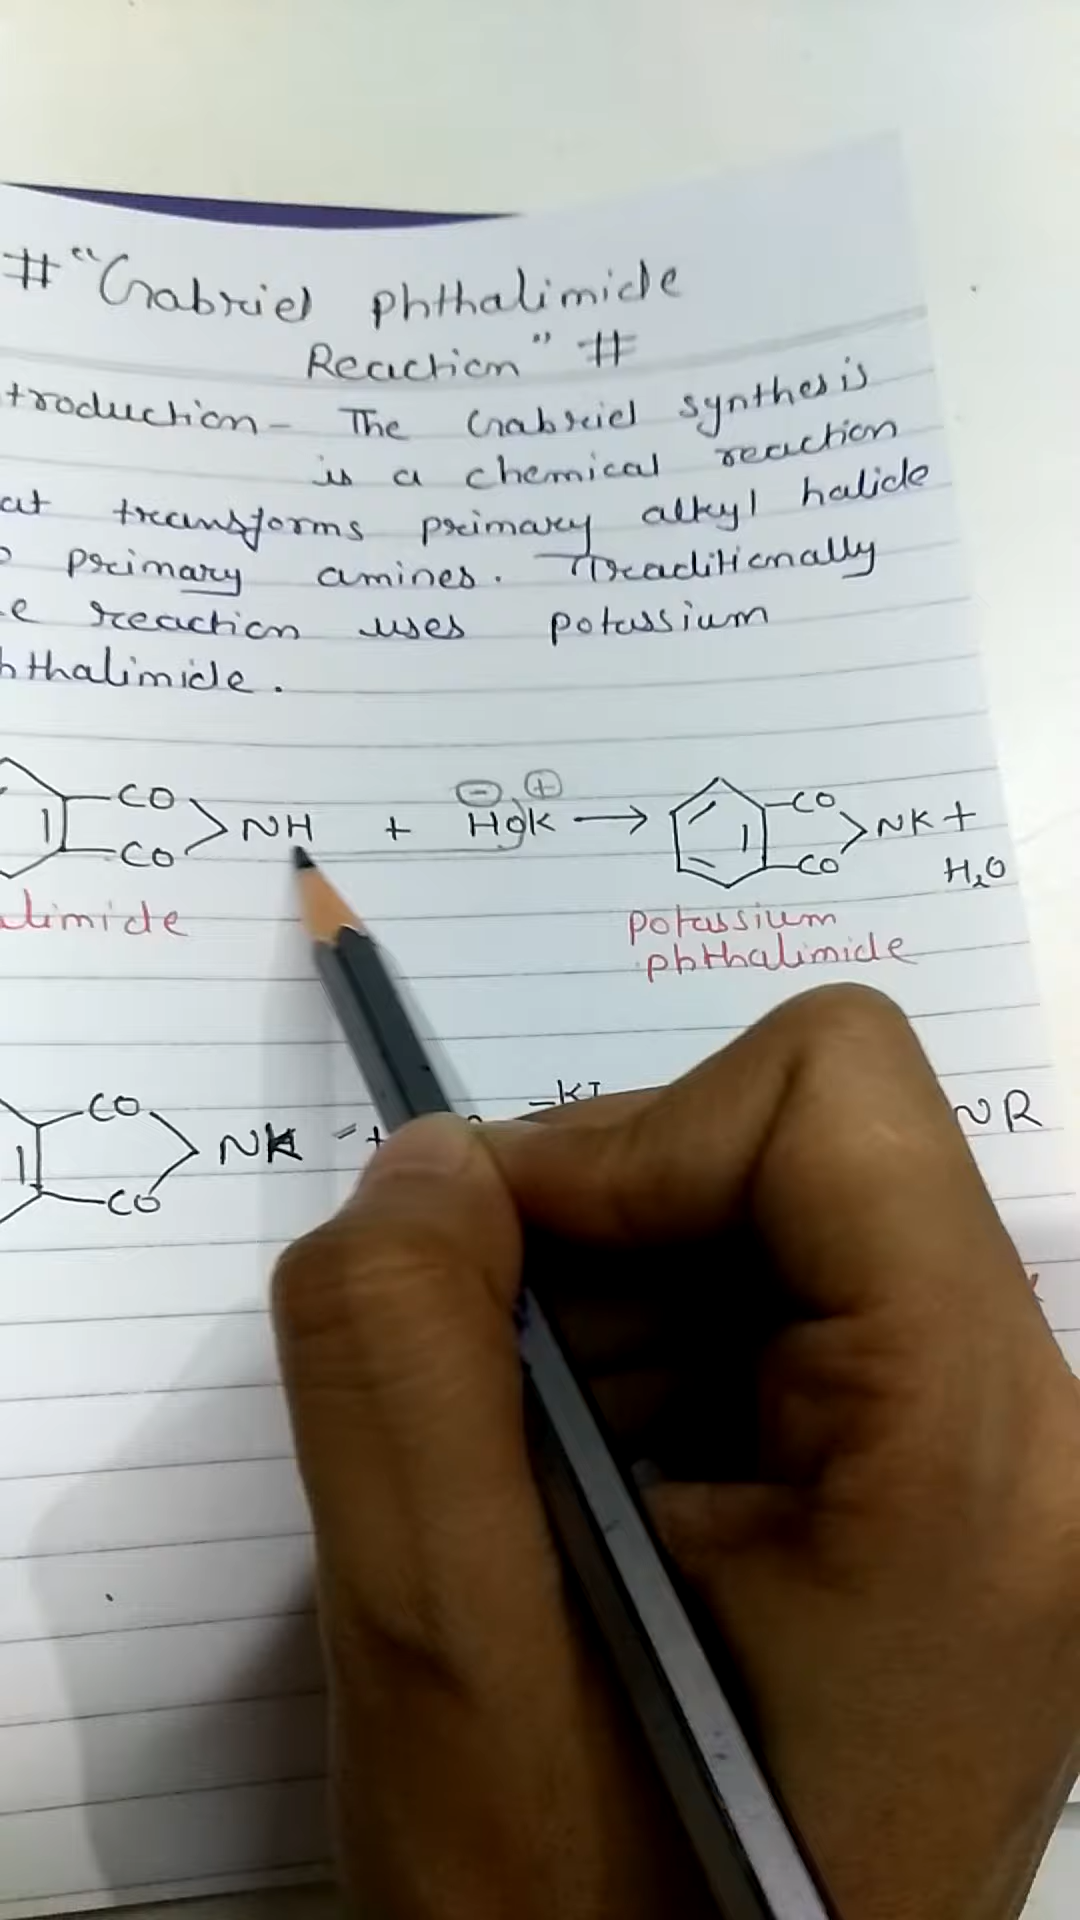 # "Gabriel phthalimide
Reaction" #
troduction - The Gabriel synthesis
is a chemical reaction
at transforms primary alkyl halide
o primary amines. Traditionally
e reaction uses potassium
hthalimide.
CO CO NH + HOK → CO CO NK + H₂O
⊖ ⊕
alimide
potassium
phthalimide
-KI
CO CO NK + NR